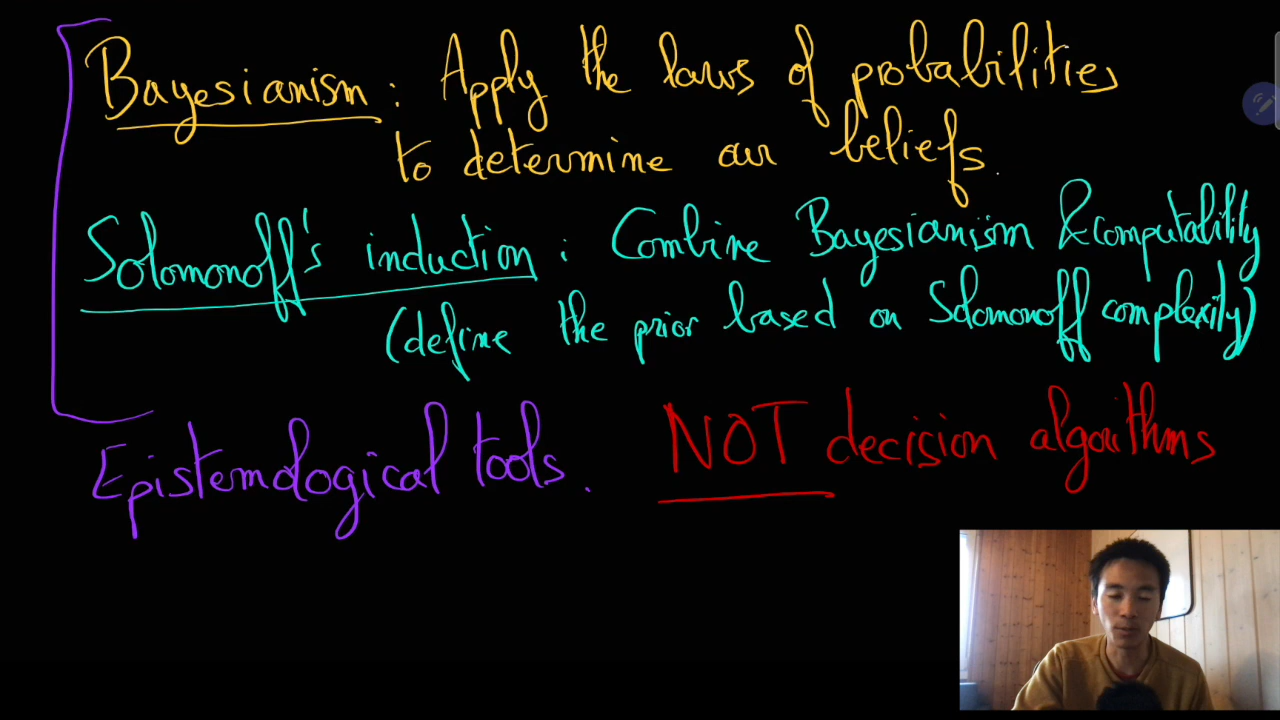 Bayesianism : Apply the laws of probabilities
to determine our beliefs.
Solomonoff's induction : Combine Bayesianism & computability
(define the prior based on Solomonoff complexity)
Epistemological tools. NOT decision algorithms